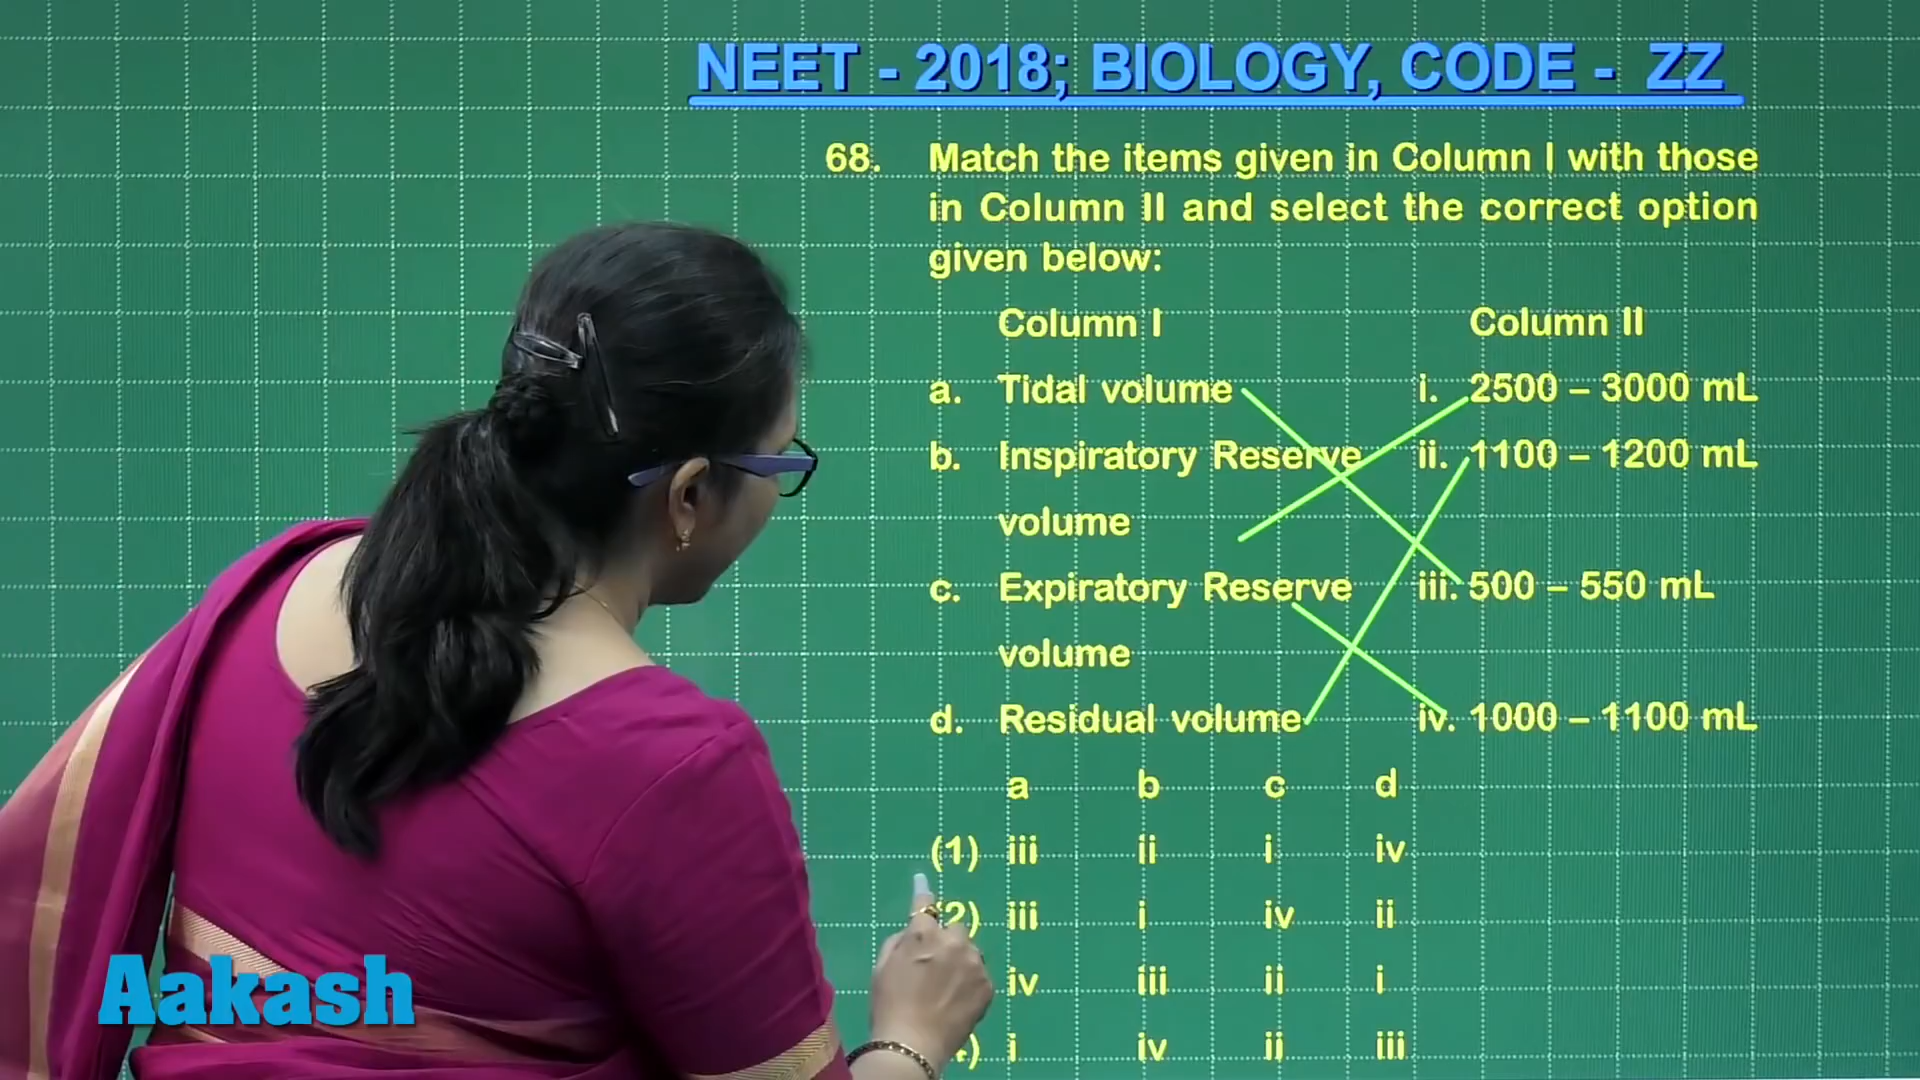 NEET - 2018; BIOLOGY, CODE - ZZ
68. Match the items given in Column I with those
in Column II and select the correct option
given below:
Column I Column II
a. Tidal volume i. 2500 – 3000 mL
b. Inspiratory Reserve ii. 1100 – 1200 mL
volume
c. Expiratory Reserve iii. 500 – 550 mL
volume
d. Residual volume iv. 1000 – 1100 mL
a b c d
(1) iii ii i iv
2) iii i iv ii
iv iii ii i
) i iv ii iii
Aakash